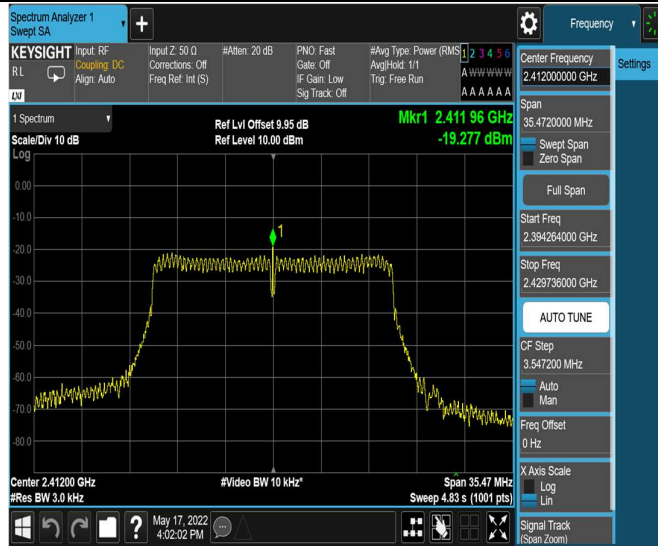 Spectrum Analyzer 1
Swept SA
+
Frequency
KEYSIGHT
RL
LXI
Input: RF
Coupling: DC
Align: Auto
Input Z: 50 Ω
Corrections: Off
Freq Ref: Int (S)
#Atten: 20 dB
PNO: Fast
Gate: Off
IF Gain: Low
Sig Track: Off
#Avg Type: Power (RMS
Avg|Hold: 1/1
Trig: Free Run
1 2 3 4 5 6
A W W W W W
A A A A A A
1 Spectrum
Scale/Div 10 dB
Log
Ref Lvl Offset 9.95 dB
Ref Level 10.00 dBm
Mkr1 2.411 96 GHz
-19.277 dBm
0.00
-10.0
-20.0
-30.0
-40.0
-50.0
-60.0
-70.0
-80.0
1
Center 2.41200 GHz
#Res BW 3.0 kHz
#Video BW 10 kHz*
Span 35.47 MHz
Sweep 4.83 s (1001 pts)
?
May 17, 2022
4:02:02 PM
Center Frequency
2.412000000 GHz
Settings
Span
35.4720000 MHz
Swept Span
Zero Span
Full Span
Start Freq
2.394264000 GHz
Stop Freq
2.429736000 GHz
AUTO TUNE
CF Step
3.547200 MHz
Auto
Man
Freq Offset
0 Hz
X Axis Scale
Log
Lin
Signal Track
(Span Zoom)